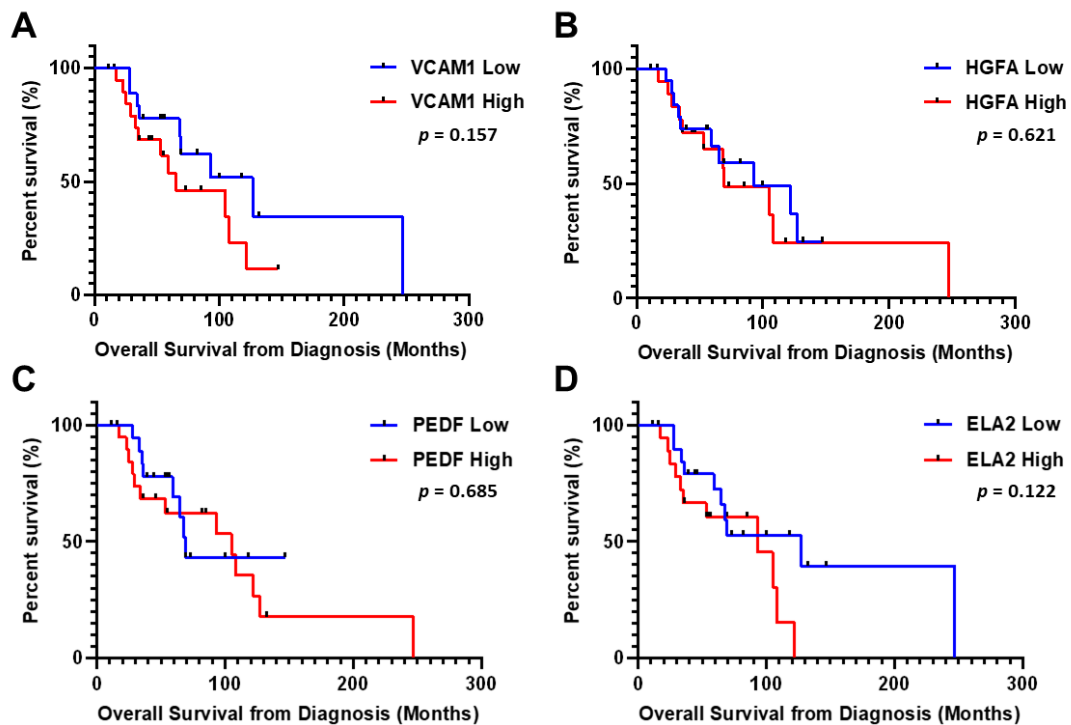 A
Percent survival (%)
100
50
0
0 100 200 300
Overall Survival from Diagnosis (Months)
VCAM1 Low
VCAM1 High
p = 0.157
B
Percent survival (%)
100
50
0
0 100 200 300
Overall Survival from Diagnosis (Months)
HGFA Low
HGFA High
p = 0.621
C
Percent survival (%)
100
50
0
0 100 200 300
Overall Survival from Diagnosis (Months)
PEDF Low
PEDF High
p = 0.685
D
Percent survival (%)
100
50
0
0 100 200 300
Overall Survival from Diagnosis (Months)
ELA2 Low
ELA2 High
p = 0.122